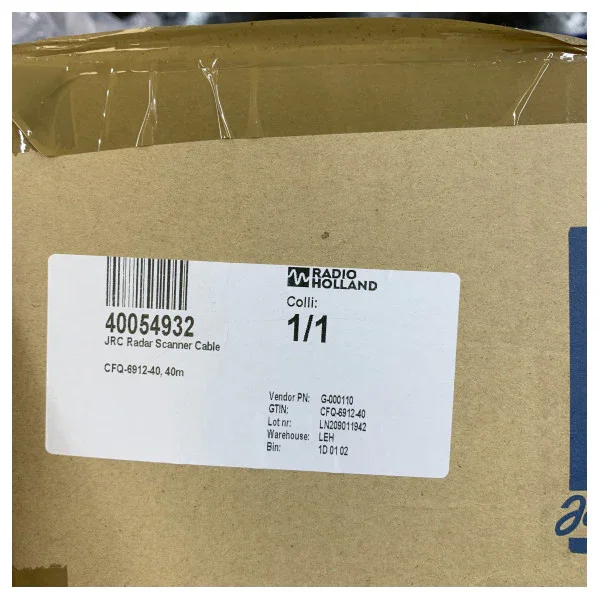 RADIO
HOLLAND
40054932
JRC Radar Scanner Cable
CFQ-6912-40, 40m
Colli:
1/1
Vendor PN: G-000110
GTIN: CFQ-6912-40
Lot nr: LN209011942
Warehouse: LEH
Bin: 1D 01 02